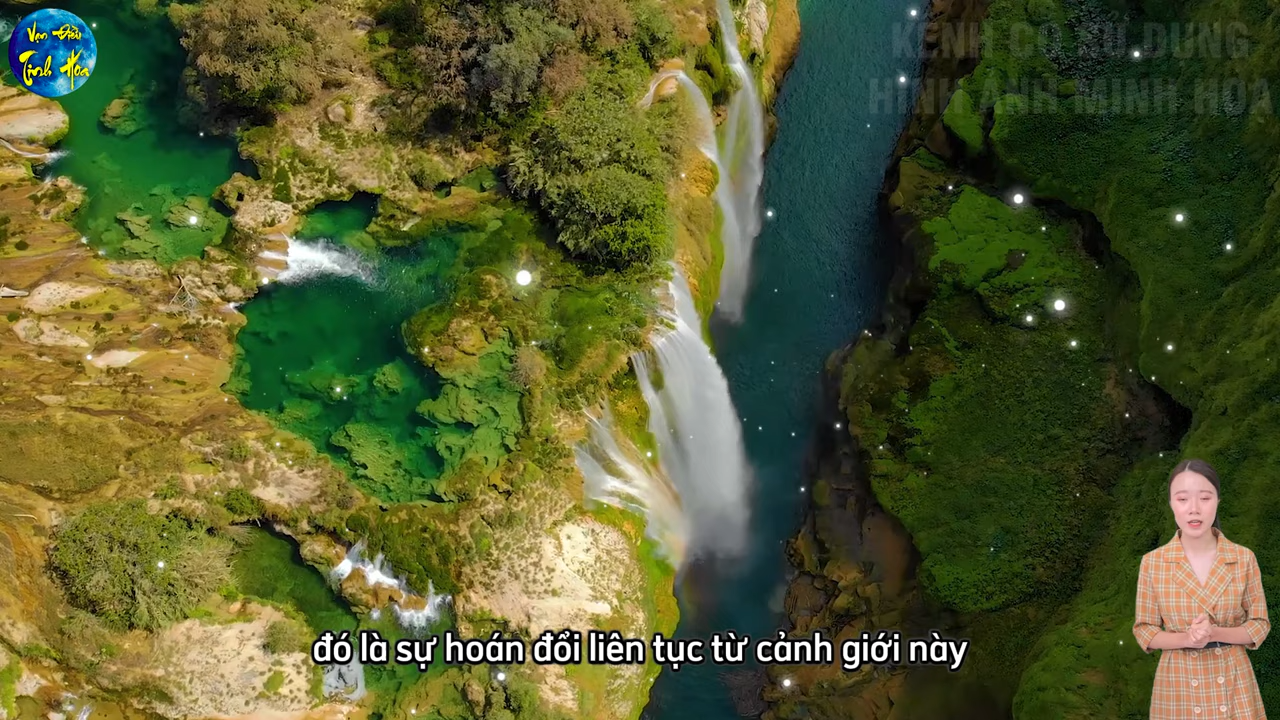 Vạn Điều
Tinh Hoa
KÊNH CÓ SỬ DỤNG
HÌNH ẢNH MINH HỌA
đó là sự hoán đổi liên tục từ cảnh giới này